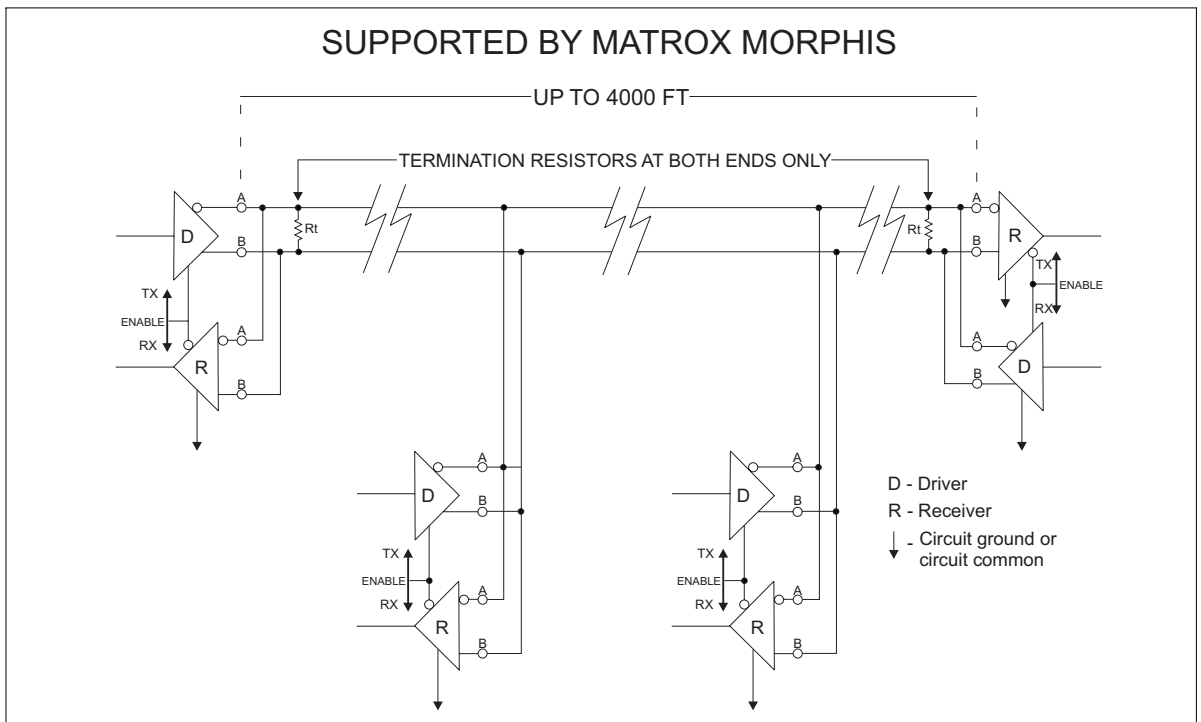 SUPPORTED BY MATROX MORPHIS
UP TO 4000 FT
TERMINATION RESISTORS AT BOTH ENDS ONLY
A
A
D
Rt
Rt
R
B
B
TX
TX
ENABLE
ENABLE
RX
RX
A
A
R
D
B
B
A
A
D
D
B
B
D - Driver
R - Receiver
- Circuit ground or
circuit common
TX
TX
ENABLE
ENABLE
RX
RX
A
A
R
R
B
B